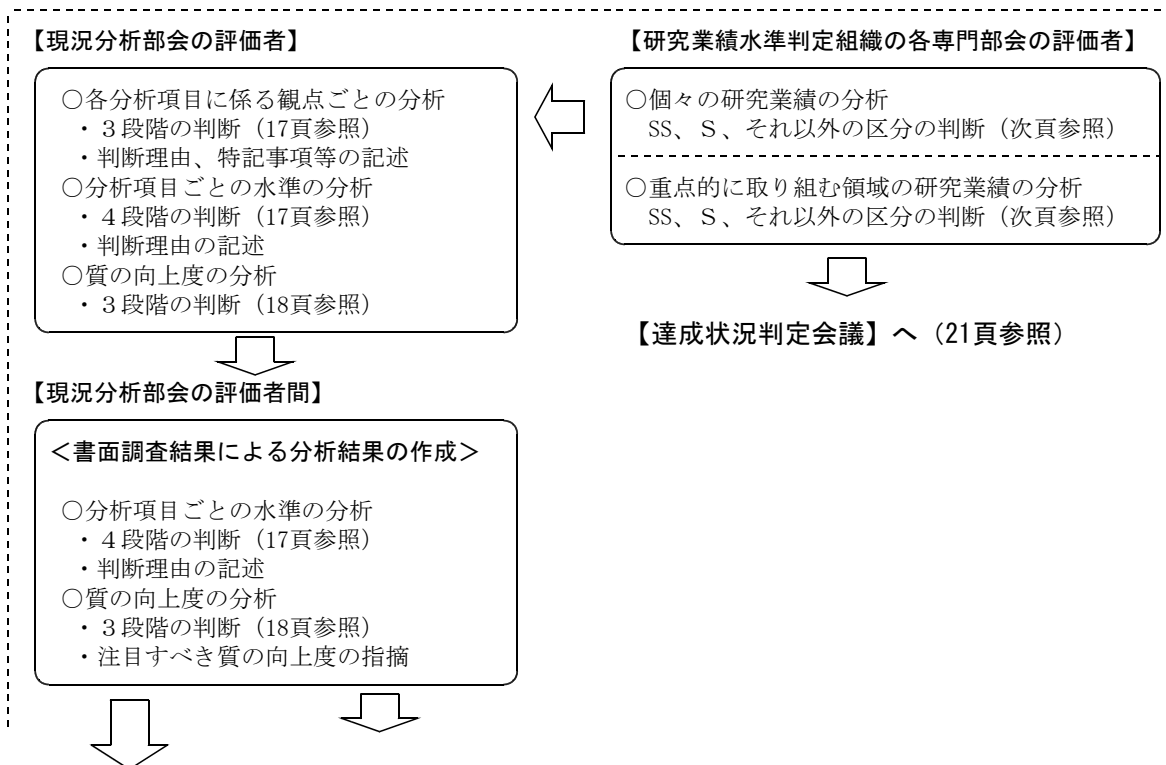 【現況分析部会の評価者】
○各分析項目に係る観点ごとの分析
・３段階の判断（17頁参照）
・判断理由、特記事項等の記述
○分析項目ごとの水準の分析
・４段階の判断（17頁参照）
・判断理由の記述
○質の向上度の分析
・３段階の判断（18頁参照）
【研究業績水準判定組織の各専門部会の評価者】
○個々の研究業績の分析
SS、Ｓ、それ以外の区分の判断（次頁参照）
○重点的に取り組む領域の研究業績の分析
SS、Ｓ、それ以外の区分の判断（次頁参照）
【達成状況判定会議】へ（21頁参照）
【現況分析部会の評価者間】
＜書面調査結果による分析結果の作成＞
○分析項目ごとの水準の分析
・４段階の判断（17頁参照）
・判断理由の記述
○質の向上度の分析
・３段階の判断（18頁参照）
・注目すべき質の向上度の指摘